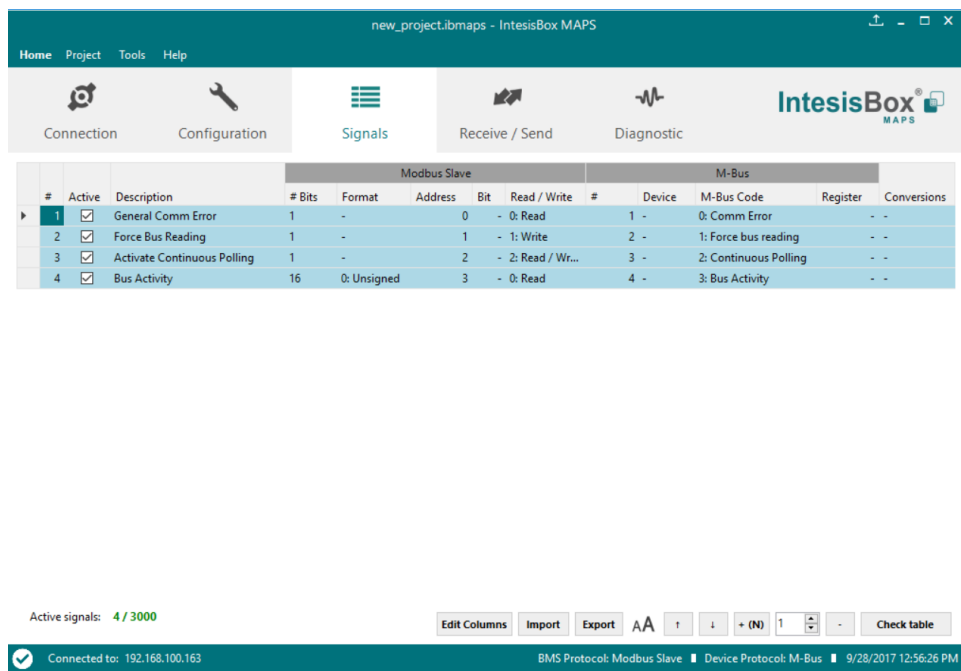 new_project.ibmaps - IntesisBox MAPS
Home Project Tools Help
Connection Configuration Signals Receive / Send Diagnostic IntesisBox® MAPS
Modbus Slave M-Bus
# Active Description # Bits Format Address Bit Read / Write # Device M-Bus Code Register Conversions
1 General Comm Error 1 - 0 - 0: Read 1 - 0: Comm Error - -
2 Force Bus Reading 1 - 1 - 1: Write 2 - 1: Force bus reading - -
3 Activate Continuous Polling 1 - 2 - 2: Read / Wr... 3 - 2: Continuous Polling - -
4 Bus Activity 16 0: Unsigned 3 - 0: Read 4 - 3: Bus Activity - -
Active signals: 4 / 3000
Edit Columns Import Export AA ↑ ↓ + (N) 1 - Check table
Connected to: 192.168.100.163 BMS Protocol: Modbus Slave Device Protocol: M-Bus 9/28/2017 12:56:26 PM